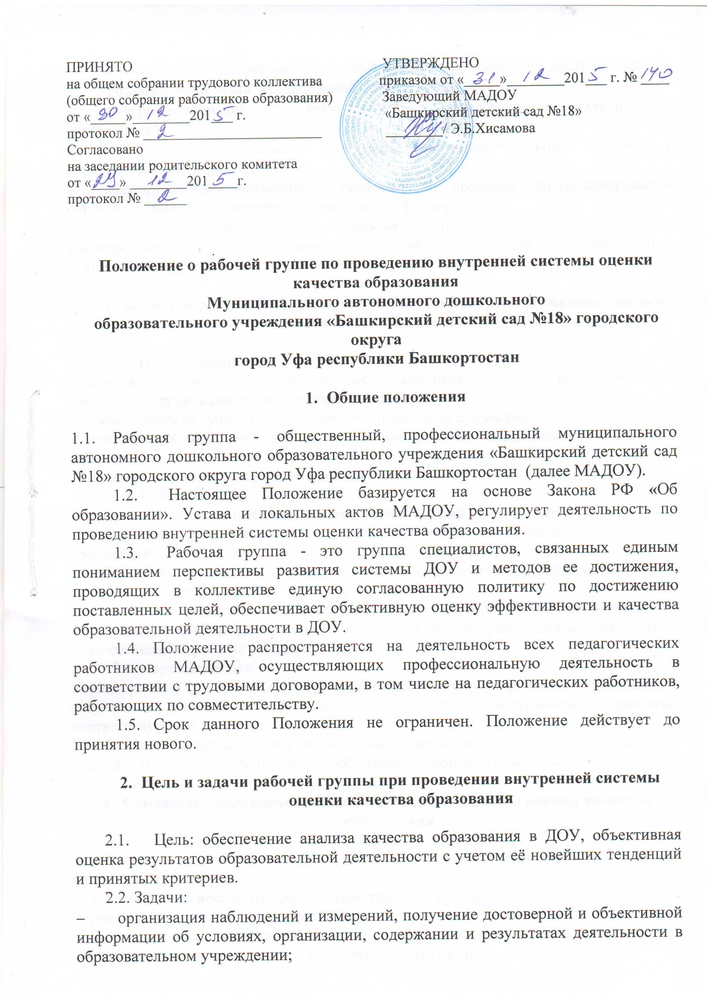 ПРИНЯТО
на общем собрании трудового коллектива
(общего собрания работников образования)
от «30» 12 2015 г.
протокол № 2
Согласовано
на заседании родительского комитета
от «29» 12 2015 г.
протокол № 2
УТВЕРЖДЕНО
приказом от «31» 12 2015 г. № 140
Заведующий МАДОУ
«Башкирский детский сад №18»
/ Э.Б.Хисамова
Положение о рабочей группе по проведению внутренней системы оценки
качества образования
Муниципального автономного дошкольного
образовательного учреждения «Башкирский детский сад №18» городского
округа
город Уфа республики Башкортостан
1. Общие положения
1.1. Рабочая группа - общественный, профессиональный муниципального
автономного дошкольного образовательного учреждения «Башкирский детский сад
№18» городского округа город Уфа республики Башкортостан (далее МАДОУ).
1.2. Настоящее Положение базируется на основе Закона РФ «Об
образовании». Устава и локальных актов МАДОУ, регулирует деятельность по
проведению внутренней системы оценки качества образования.
1.3. Рабочая группа - это группа специалистов, связанных единым
пониманием перспективы развития системы ДОУ и методов ее достижения,
проводящих в коллективе единую согласованную политику по достижению
поставленных целей, обеспечивает объективную оценку эффективности и качества
образовательной деятельности в ДОУ.
1.4. Положение распространяется на деятельность всех педагогических
работников МАДОУ, осуществляющих профессиональную деятельность в
соответствии с трудовыми договорами, в том числе на педагогических работников,
работающих по совместительству.
1.5. Срок данного Положения не ограничен. Положение действует до
принятия нового.
2. Цель и задачи рабочей группы при проведении внутренней системы
оценки качества образования
2.1. Цель: обеспечение анализа качества образования в ДОУ, объективная
оценка результатов образовательной деятельности с учетом её новейших тенденций
и принятых критериев.
2.2. Задачи:
– организация наблюдений и измерений, получение достоверной и объективной
информации об условиях, организации, содержании и результатах деятельности в
образовательном учреждении;